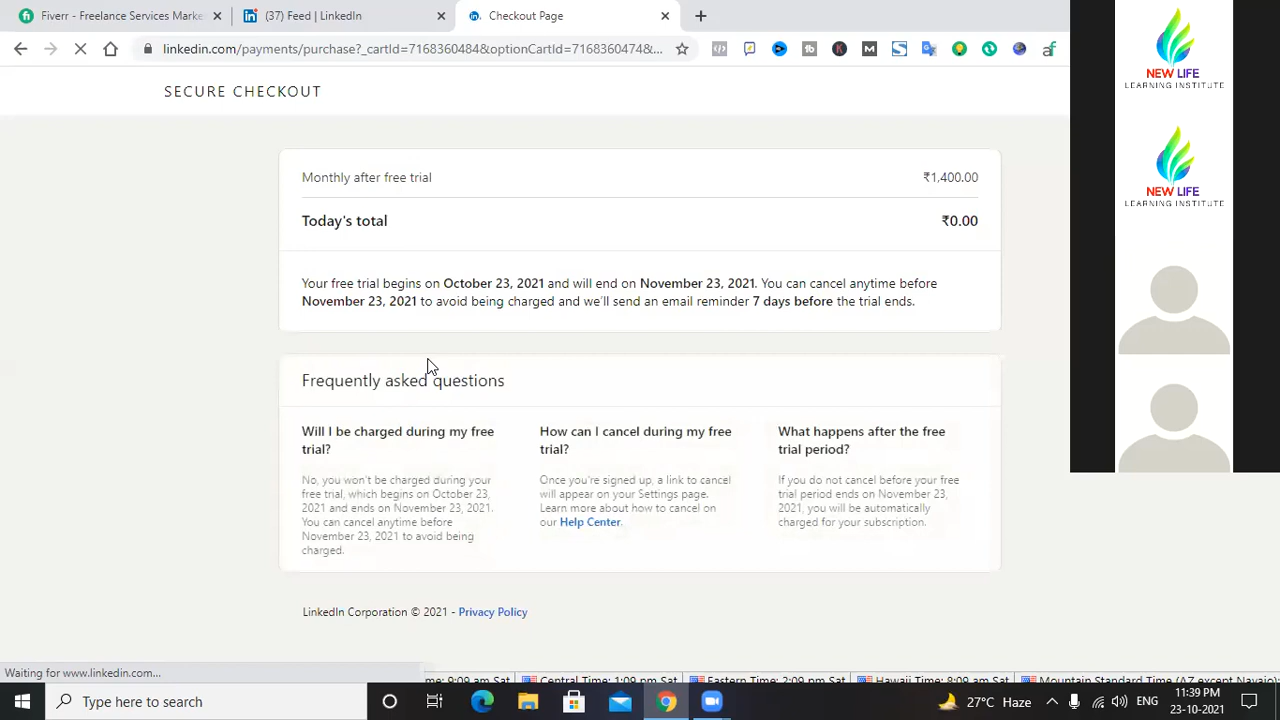 Fiverr - Freelance Services Marke
(37) Feed | LinkedIn
Checkout Page
linkedin.com/payments/purchase?_cartId=7168360484&optionCartId=7168360474&...
SECURE CHECKOUT
Monthly after free trial ₹1,400.00
Today's total ₹0.00
Your free trial begins on October 23, 2021 and will end on November 23, 2021. You can cancel anytime before
November 23, 2021 to avoid being charged and we'll send an email reminder 7 days before the trial ends.
Frequently asked questions
Will I be charged during my free
trial?
No, you won't be charged during your
free trial, which begins on October 23,
2021 and ends on November 23, 2021.
You can cancel anytime before
November 23, 2021 to avoid being
charged.
How can I cancel during my free
trial?
Once you're signed up, a link to cancel
will appear on your Settings page.
Learn more about how to cancel on
our Help Center.
What happens after the free
trial period?
If you do not cancel before your free
trial period ends on November 23,
2021, you will be automatically
charged for your subscription.
LinkedIn Corporation © 2021 - Privacy Policy
Waiting for www.linkedin.com...
me: 9:09 am Sat Central Time: 1:09 pm Sat Eastern Time: 2:09 pm Sat Hawaii Time: 8:09 am Sat Mountain Standard Time (AZ except Navajo)
NEW LIFE
LEARNING INSTITUTE
NEW LIFE
LEARNING INSTITUTE
Type here to search
27°C Haze
ENG
11:39 PM
23-10-2021